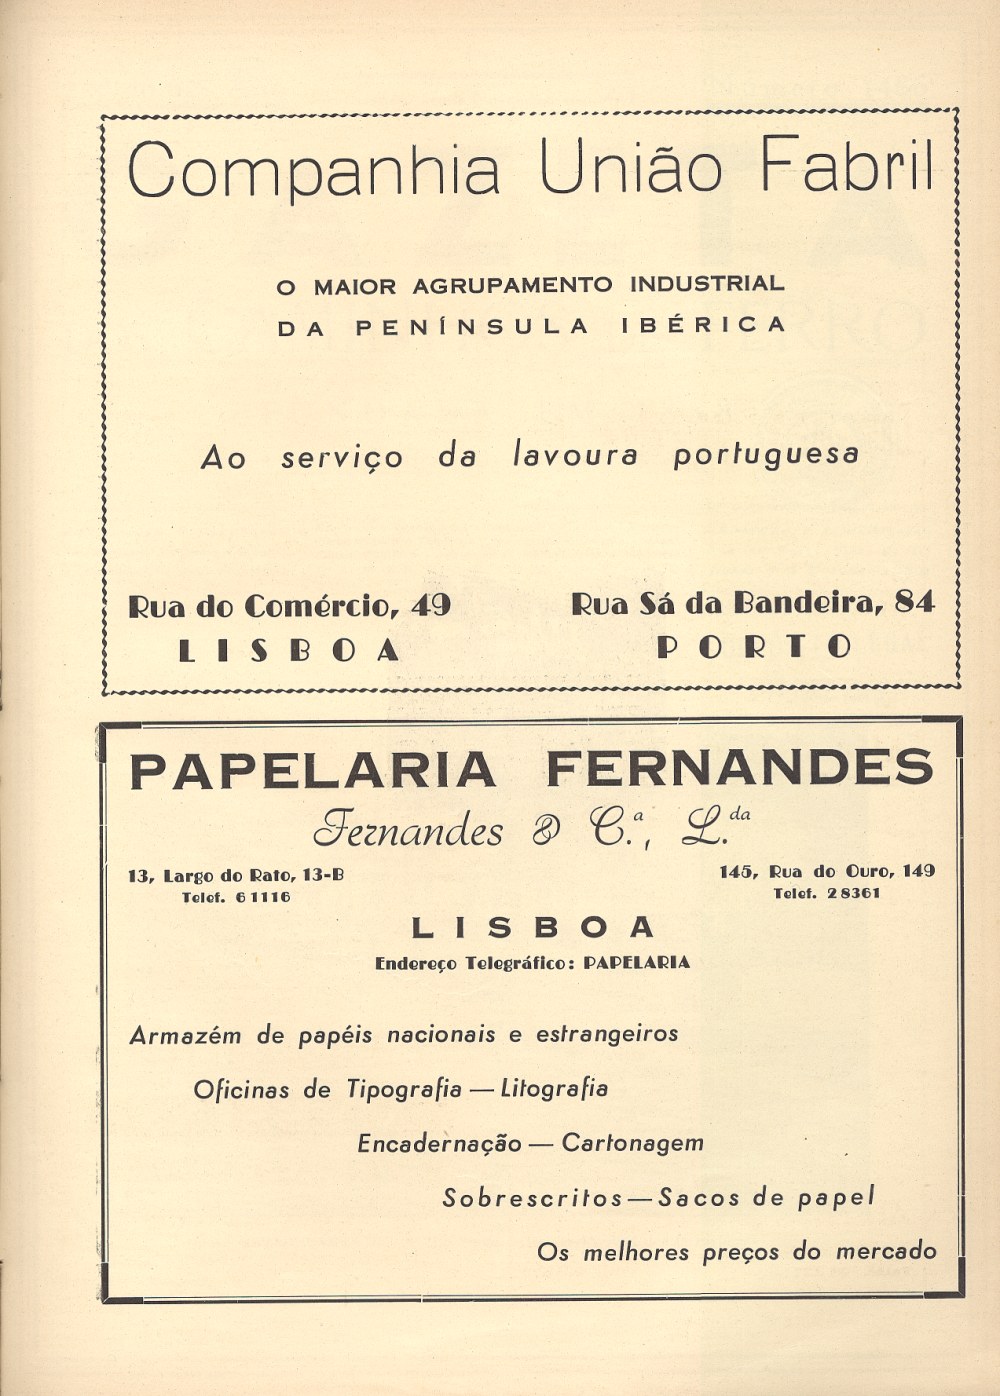 Companhia União Fabril
O MAIOR AGRUPAMENTO INDUSTRIAL
DA PENÍNSULA IBÉRICA
Ao serviço da lavoura portuguesa
Rua do Comércio, 49
LISBOA
Rua Sá da Bandeira, 84
PORTO
PAPELARIA FERNANDES
Fernandes & C.ª, L.da
13, Largo do Rato, 13-B
Telef. 61116
145, Rua do Ouro, 149
Telef. 28361
LISBOA
Endereço Telegráfico: PAPELARIA
Armazém de papéis nacionais e estrangeiros
Oficinas de Tipografia — Litografia
Encadernação — Cartonagem
Sobrescritos — Sacos de papel
Os melhores preços do mercado